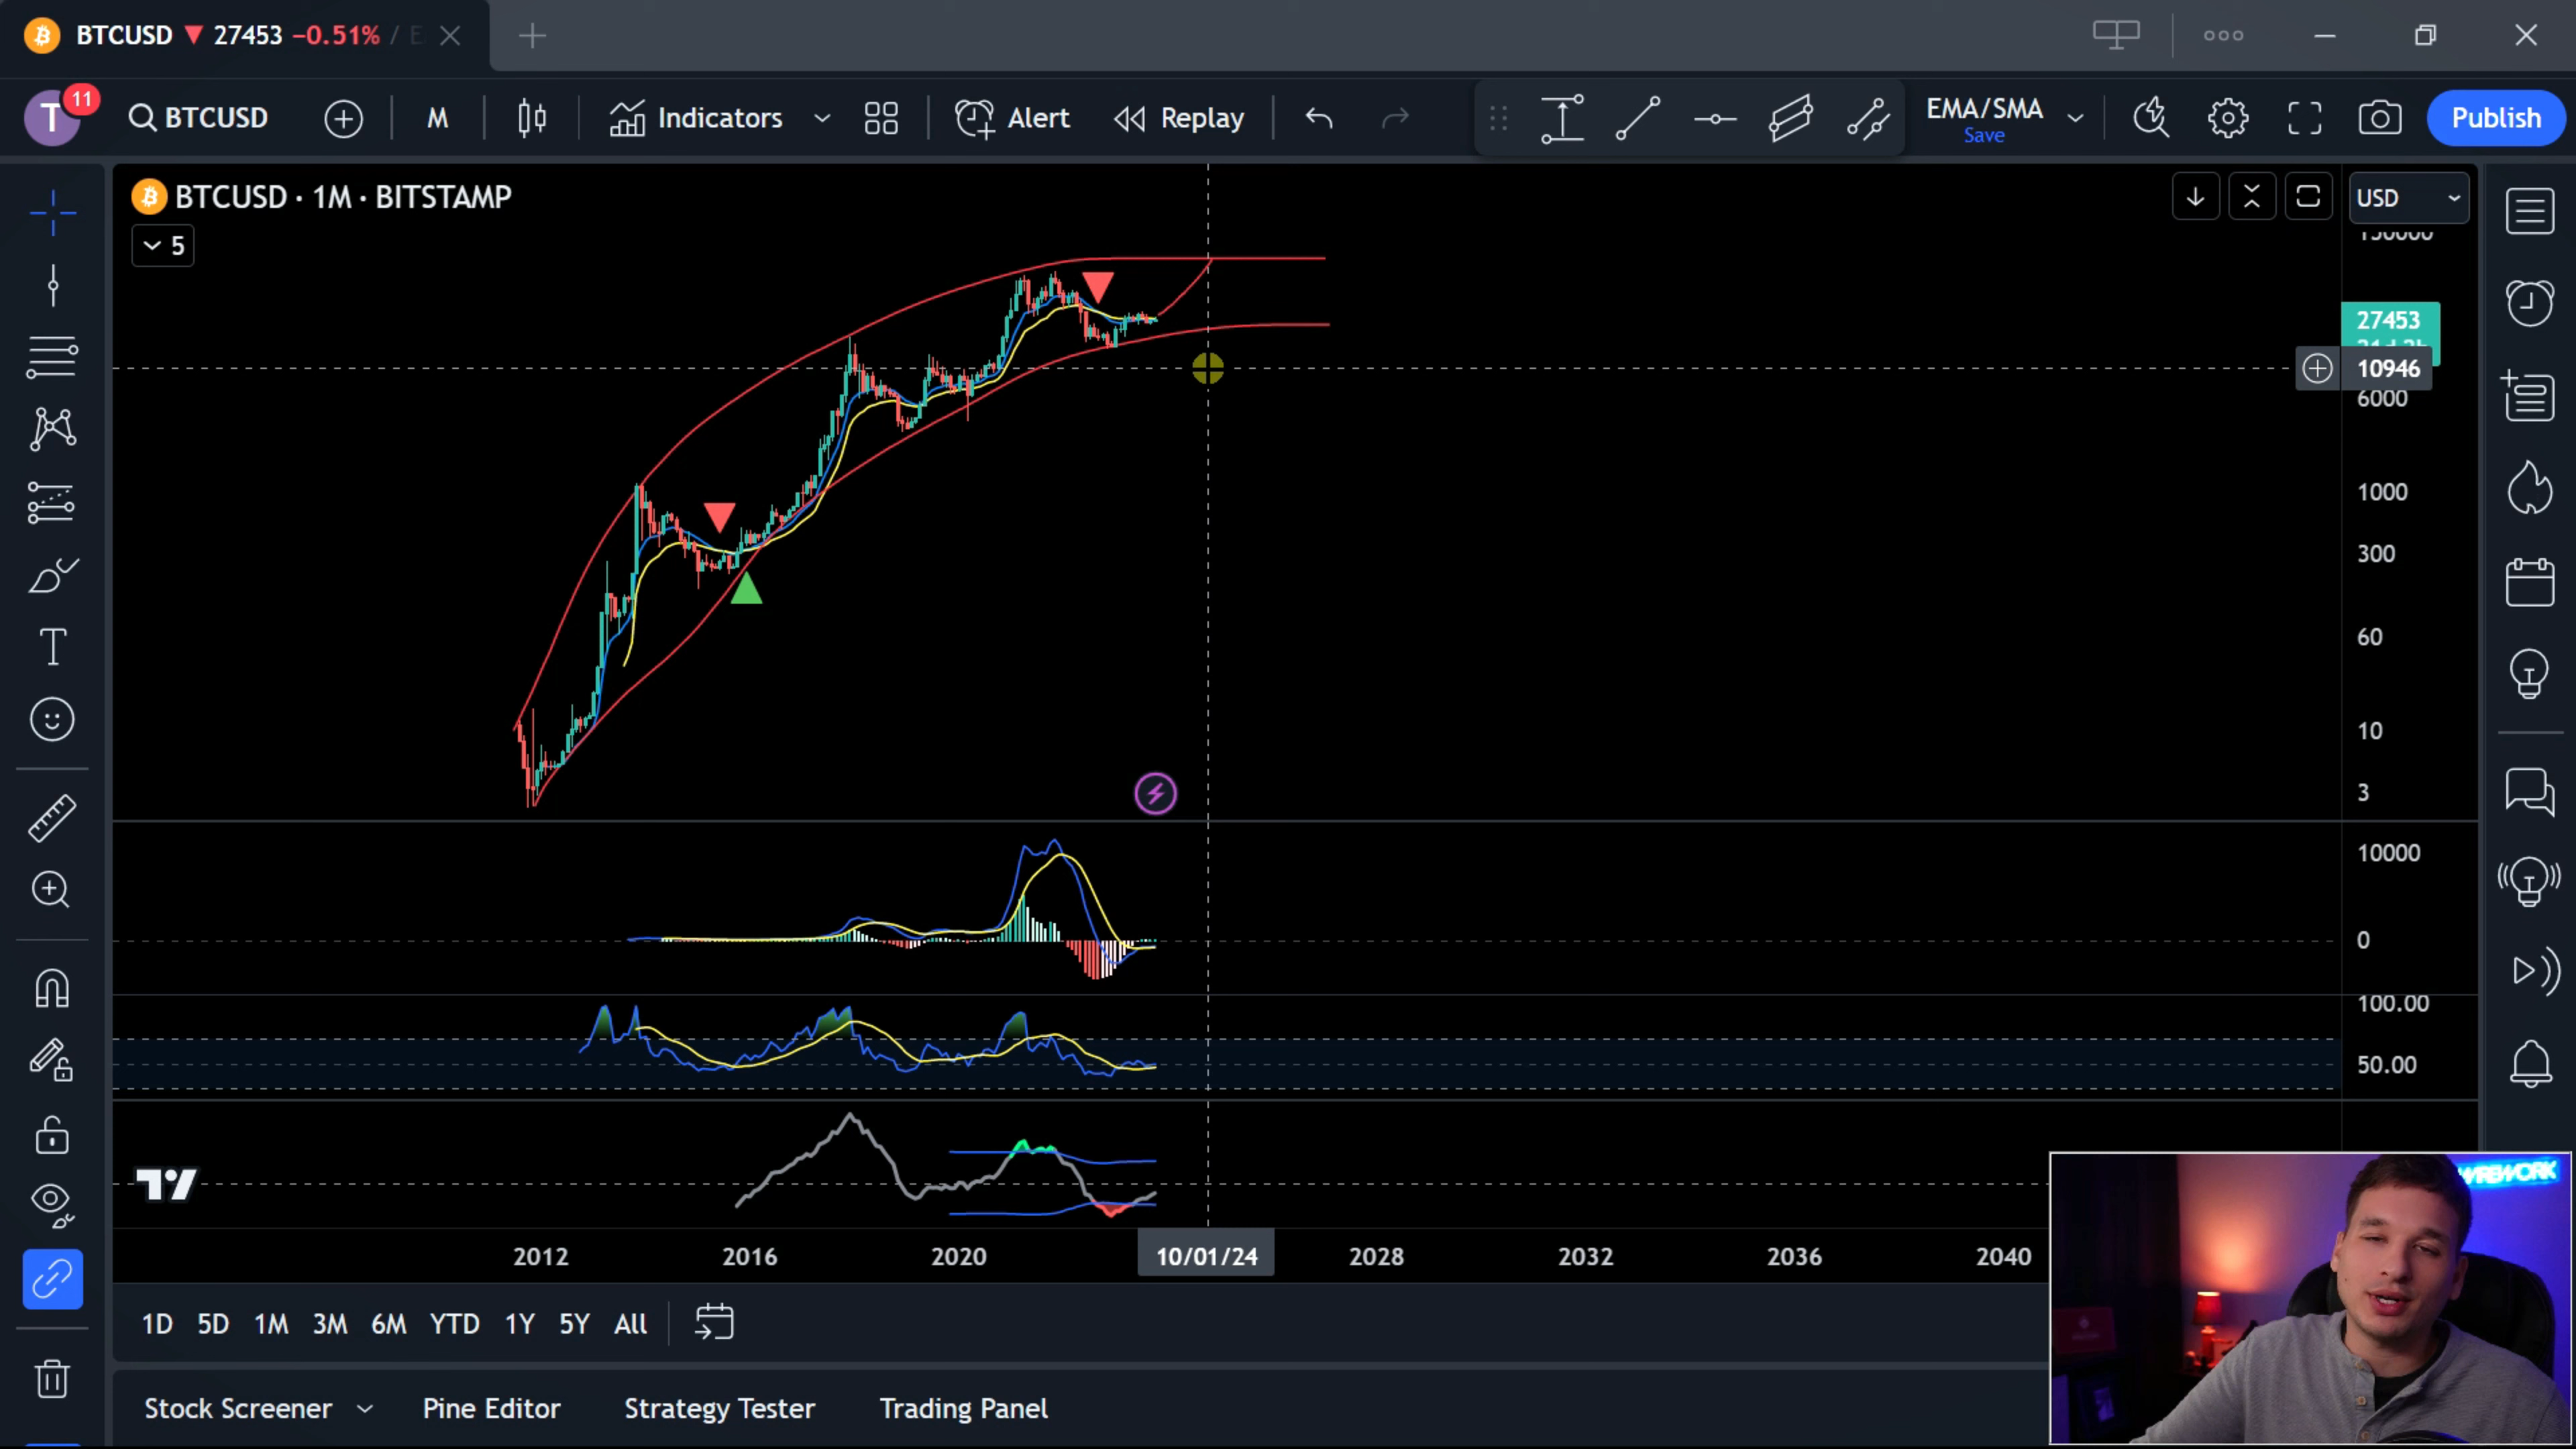 BTCUSD ▼ 27453 −0.51% /
T 11 BTCUSD M Indicators Alert Replay EMA/SMA Publish
Save
BTCUSD · 1M · BITSTAMP USD
5
27453
10946
6000
1000
300
60
10
3
10000
0
100.00
50.00
2012 2016 2020 10/01/24 2028 2032 2036 2040
1D 5D 1M 3M 6M YTD 1Y 5Y All
Stock Screener Pine Editor Strategy Tester Trading Panel